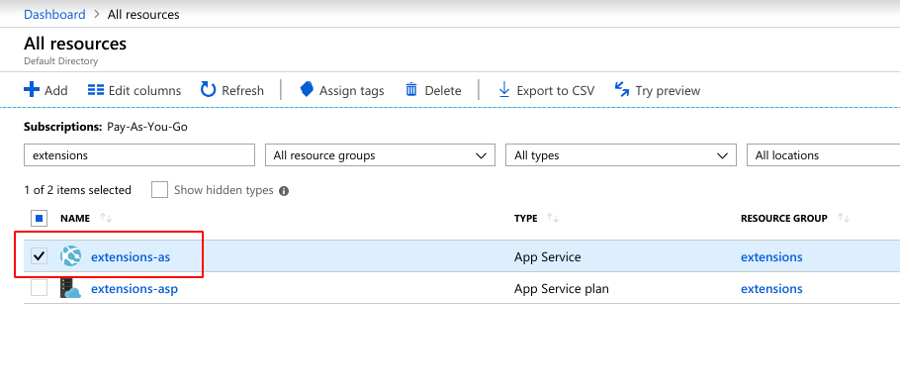 Dashboard > All resources
All resources
Default Directory
Add Edit columns Refresh Assign tags Delete Export to CSV Try preview
Subscriptions: Pay-As-You-Go
extensions All resource groups All types All locations
1 of 2 items selected Show hidden types
NAME TYPE RESOURCE GROUP
extensions-as App Service extensions
extensions-asp App Service plan extensions